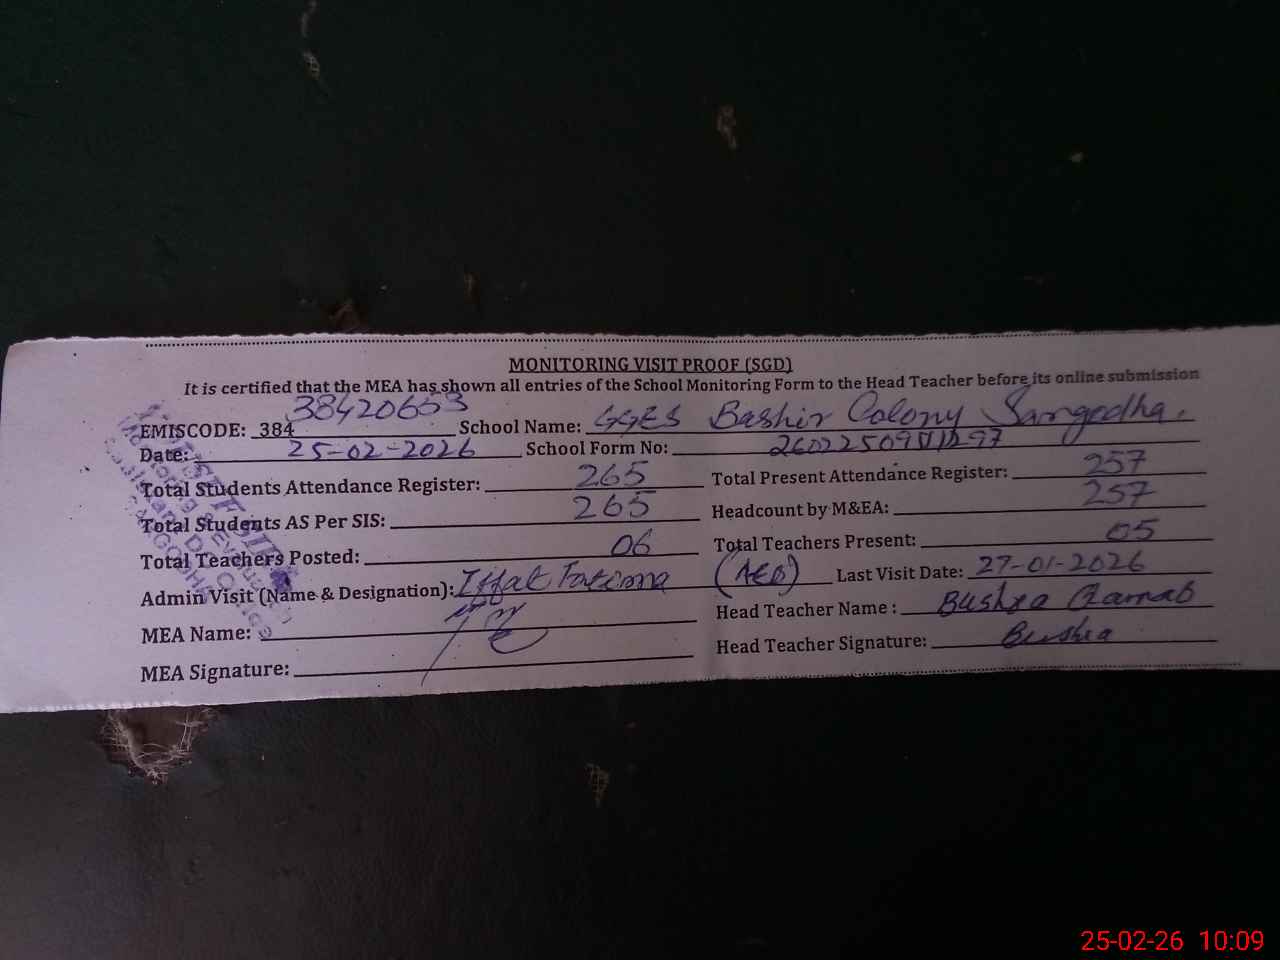 MONITORING VISIT PROOF (SGD)
It is certified that the MEA has shown all entries of the School Monitoring Form to the Head Teacher before its online submission
EMISCODE: 384 38420653 School Name: GGES Bashir Colony Sargodha.
Date: 25-02-2026 School Form No:
Total Students Attendance Register: 265 Total Present Attendance Register: 257
Total Students AS Per SIS: 265 Headcount by M&EA: 257
Total Teachers Posted: 06 Total Teachers Present: 05
Admin Visit (Name & Designation): Iffat Fatima (AEO) Last Visit Date: 27-01-2026
MEA Name: Head Teacher Name : Bushra
MEA Signature: Head Teacher Signature: Bushra
25-02-26 10:09